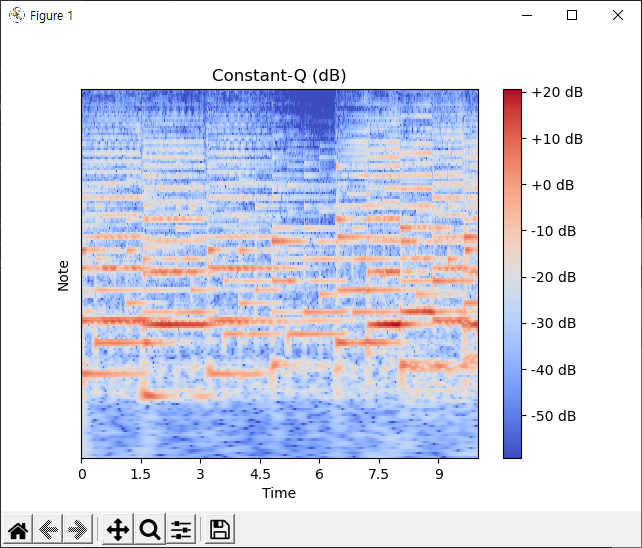 Figure 1
Constant-Q (dB)
+20 dB
+10 dB
+0 dB
-10 dB
-20 dB
-30 dB
-40 dB
-50 dB
Note
0 1.5 3 4.5 6 7.5 9
Time